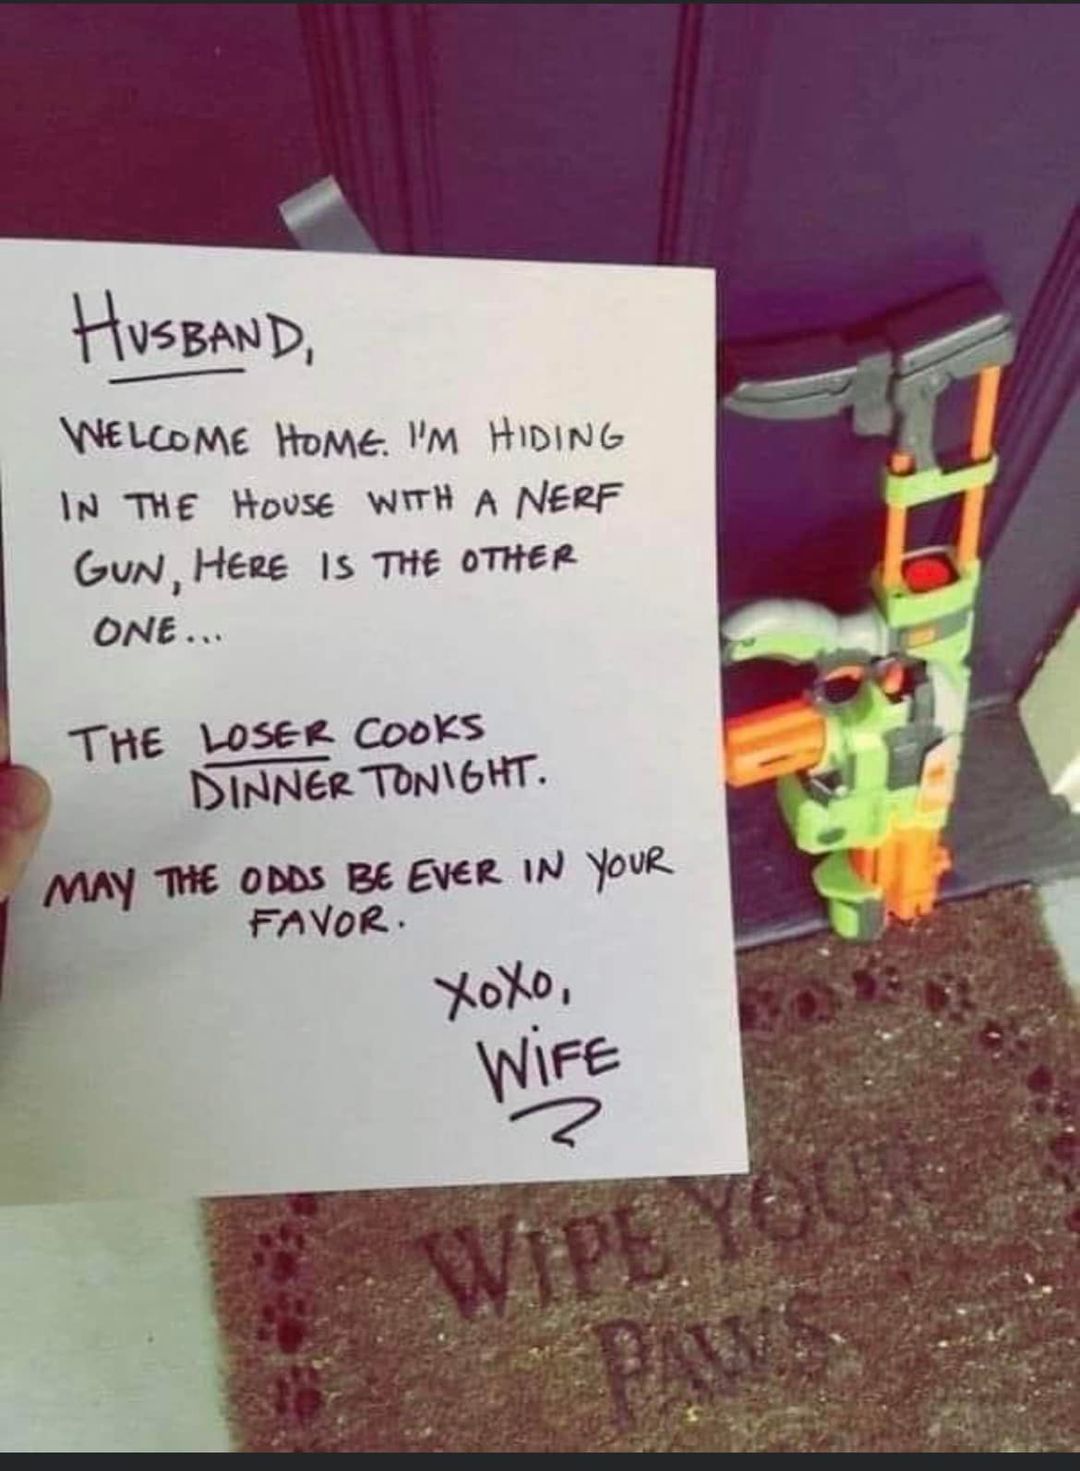 HUSBAND,
WELCOME HOME. I'M HIDING
IN THE HOUSE WITH A NERF
GUN, HERE IS THE OTHER
ONE...
THE LOSER COOKS
DINNER TONIGHT.
MAY THE ODDS BE EVER IN YOUR
FAVOR.
XOXO,
WIFE
WIPE YOUR
PAWS